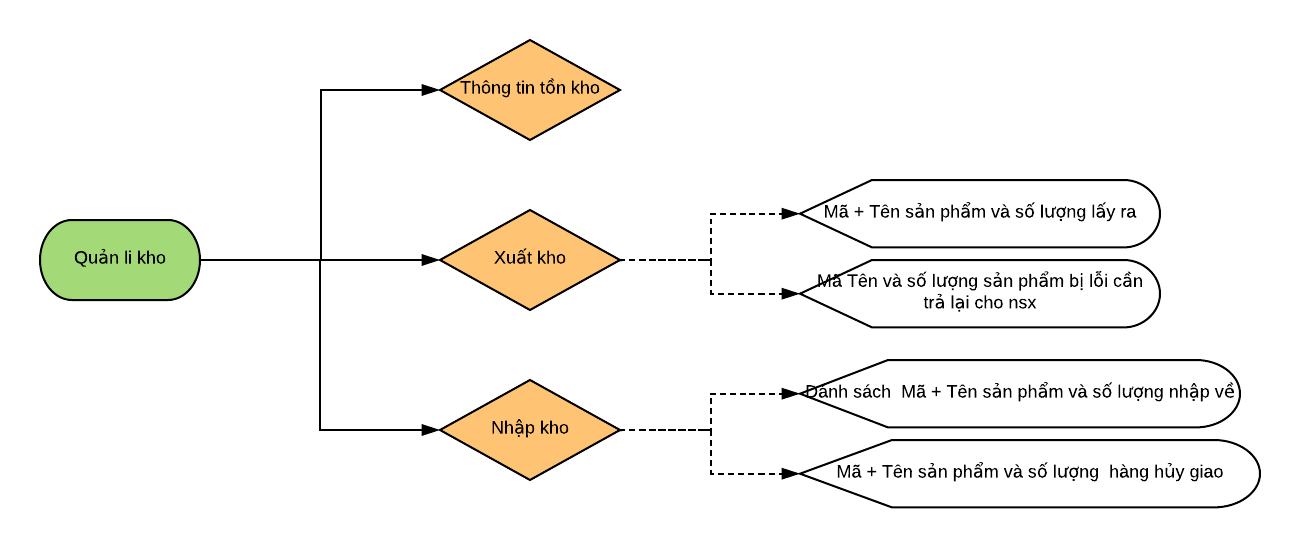 Thông tin tồn kho
Quản li kho
Xuất kho
Mã + Tên sản phẩm và số lượng lấy ra
Mã Tên và số lượng sản phẩm bị lỗi cần
trả lại cho nsx
Nhập kho
Danh sách  Mã + Tên sản phẩm và số lượng nhập về
Mã + Tên sản phẩm và số lượng  hàng hủy giao